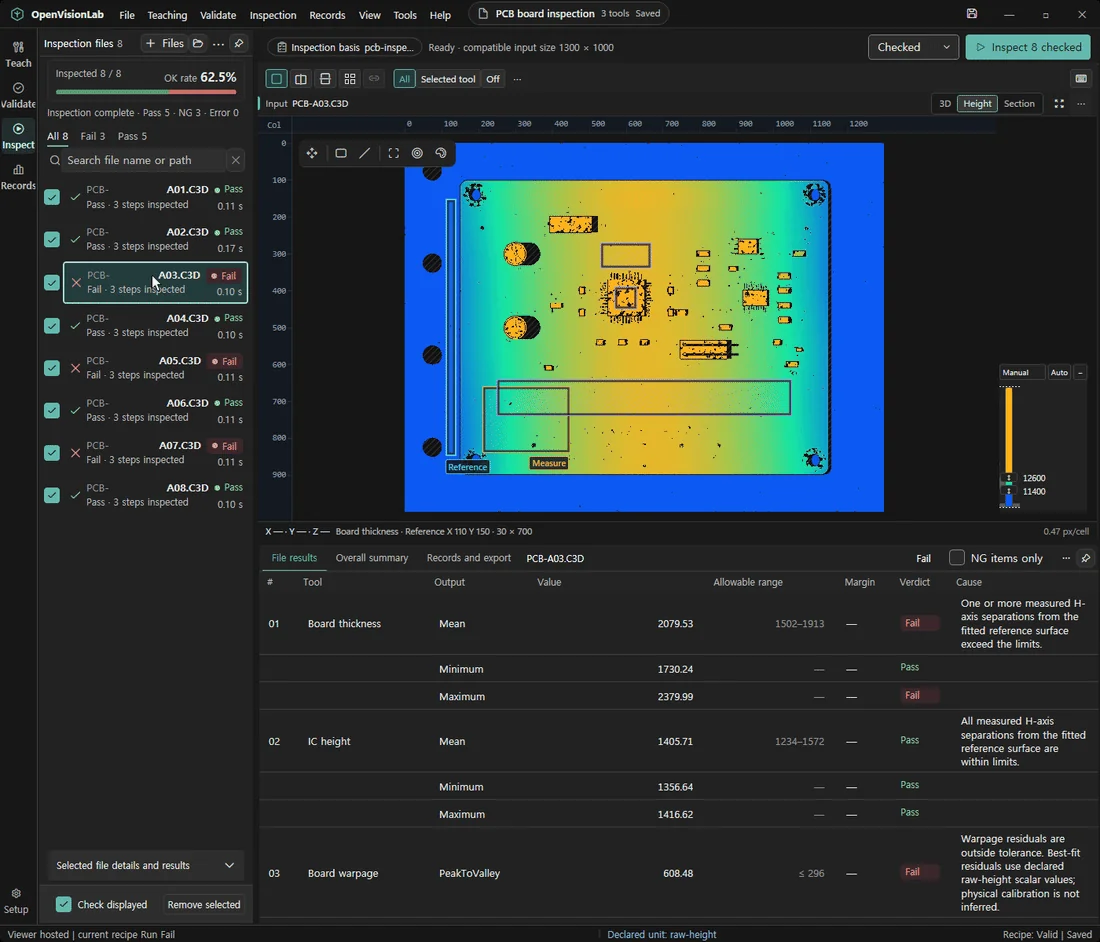 OpenVisionLab File Teaching Validate Inspection Records View Tools Help PCB board inspection 3 tools Saved
Teach
Validate
Inspect
Records
Setup
Inspection files 8 + Files ···
Inspected 8 / 8 OK rate 62.5%
Inspection complete · Pass 5 · NG 3 · Error 0
All 8 Fail 3 Pass 5
Search file name or path
PCB- A01.C3D Pass
Pass · 3 steps inspected 0.11 s
PCB- A02.C3D Pass
Pass · 3 steps inspected 0.17 s
PCB- A03.C3D Fail
Fail · 3 steps inspected 0.10 s
PCB- A04.C3D Pass
Pass · 3 steps inspected 0.10 s
PCB- A05.C3D Fail
Fail · 3 steps inspected 0.11 s
PCB- A06.C3D Pass
Pass · 3 steps inspected 0.11 s
PCB- A07.C3D Fail
Fail · 3 steps inspected 0.11 s
PCB- A08.C3D Pass
Pass · 3 steps inspected 0.10 s
Selected file details and results
Check displayed Remove selected
Inspection basis pcb-inspe... Ready · compatible input size 1300 × 1000 Checked Inspect 8 checked
All Selected tool Off ···
Input PCB-A03.C3D 3D Height Section ···
Col 0 100 200 300 400 500 600 700 800 900 1000 1100 1200
0
100
200
300
400
500
600
700
800
900
Reference Measure
Manual Auto –
12600
11400
X — · Y — · Z — Board thickness · Reference X 110 Y 150 · 30 × 700 0.47 px/cell
File results Overall summary Records and export PCB-A03.C3D Fail NG items only ···
# Tool Output Value Allowable range Margin Verdict Cause
01 Board thickness Mean 2079.53 1502–1913 — Fail
One or more measured H-
axis separations from the
fitted reference surface
exceed the limits.
Minimum 1730.24 — — Pass
Maximum 2379.99 — — Fail
02 IC height Mean 1405.71 1234–1572 — Pass
All measured H-axis
separations from the fitted
reference surface are
within limits.
Minimum 1356.64 — — Pass
Maximum 1416.62 — — Pass
03 Board warpage PeakToValley 608.48 ≤ 296 — Fail
Warpage residuals are
outside tolerance. Best-fit
residuals use declared
raw-height scalar values;
physical calibration is not
inferred.
Viewer hosted | current recipe Run Fail Declared unit: raw-height Recipe: Valid | Saved